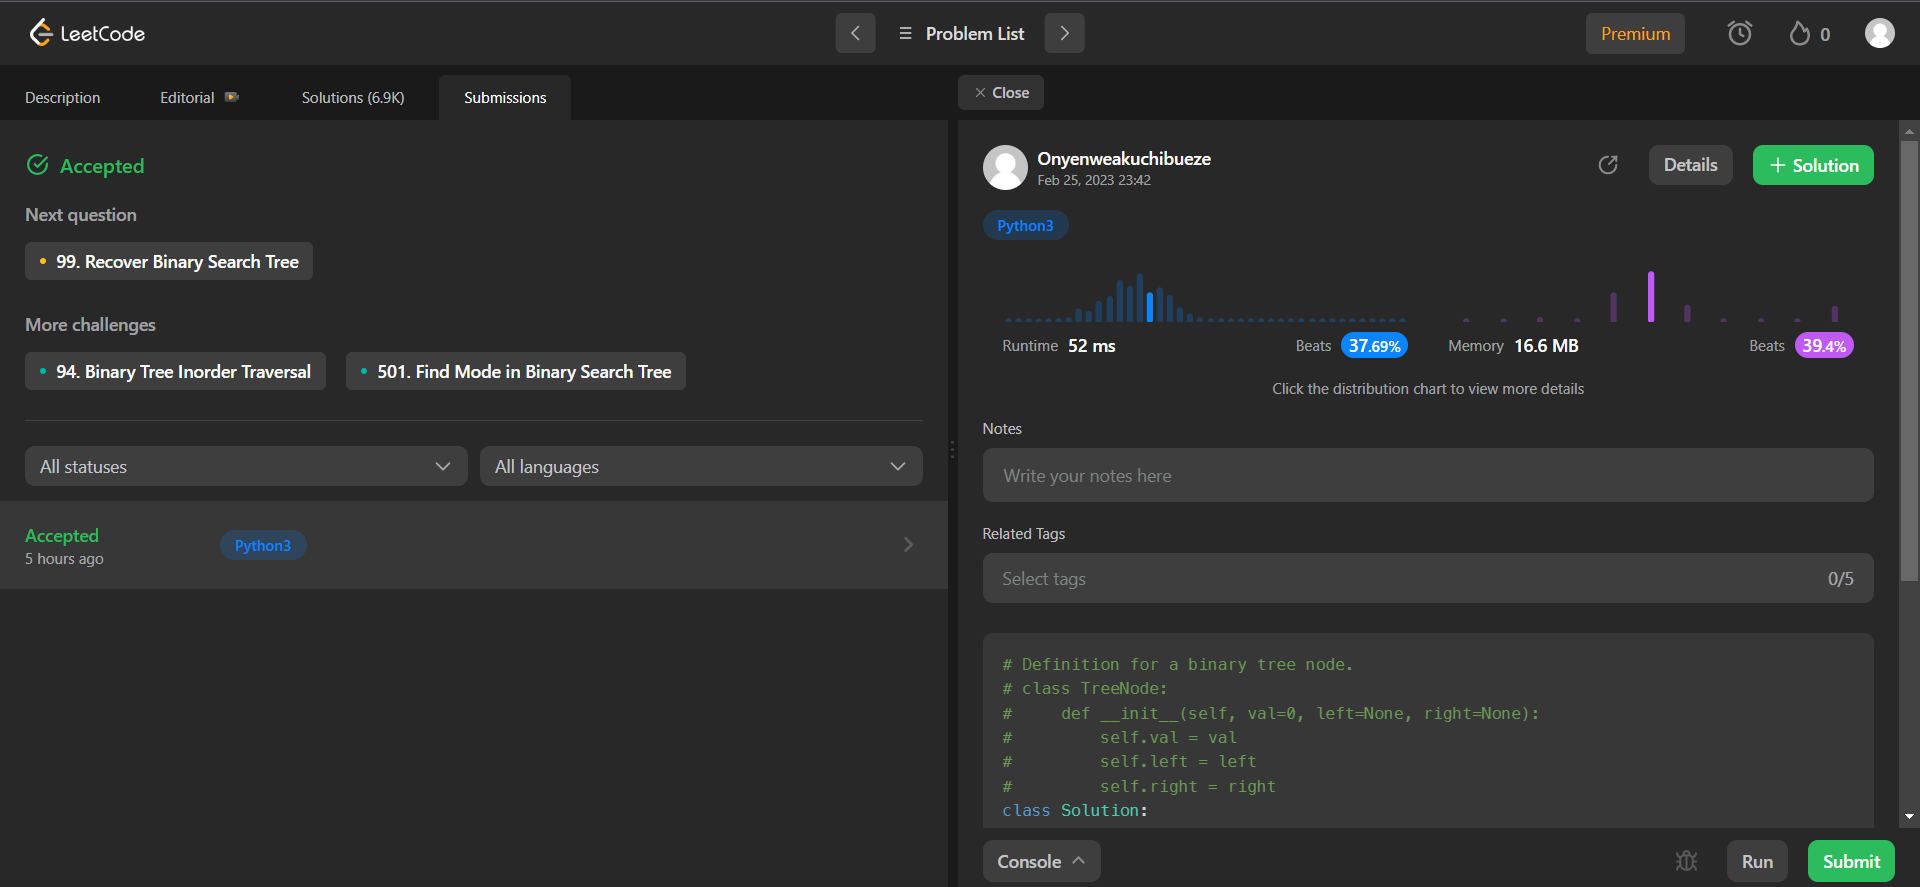 LeetCode
Problem List
Premium
0
Description
Editorial
Solutions (6.9K)
Submissions
Close
Accepted
Next question
99. Recover Binary Search Tree
More challenges
94. Binary Tree Inorder Traversal
501. Find Mode in Binary Search Tree
All statuses
All languages
Accepted
5 hours ago
Python3
Onyenweakuchibueze
Feb 25, 2023 23:42
Details
+ Solution
Python3
Runtime 52 ms
Beats 37.69%
Memory 16.6 MB
Beats 39.4%
Click the distribution chart to view more details
Notes
Write your notes here
Related Tags
Select tags
0/5
# Definition for a binary tree node.
# class TreeNode:
#     def __init__(self, val=0, left=None, right=None):
#         self.val = val
#         self.left = left
#         self.right = right
class Solution:
Console
Run
Submit